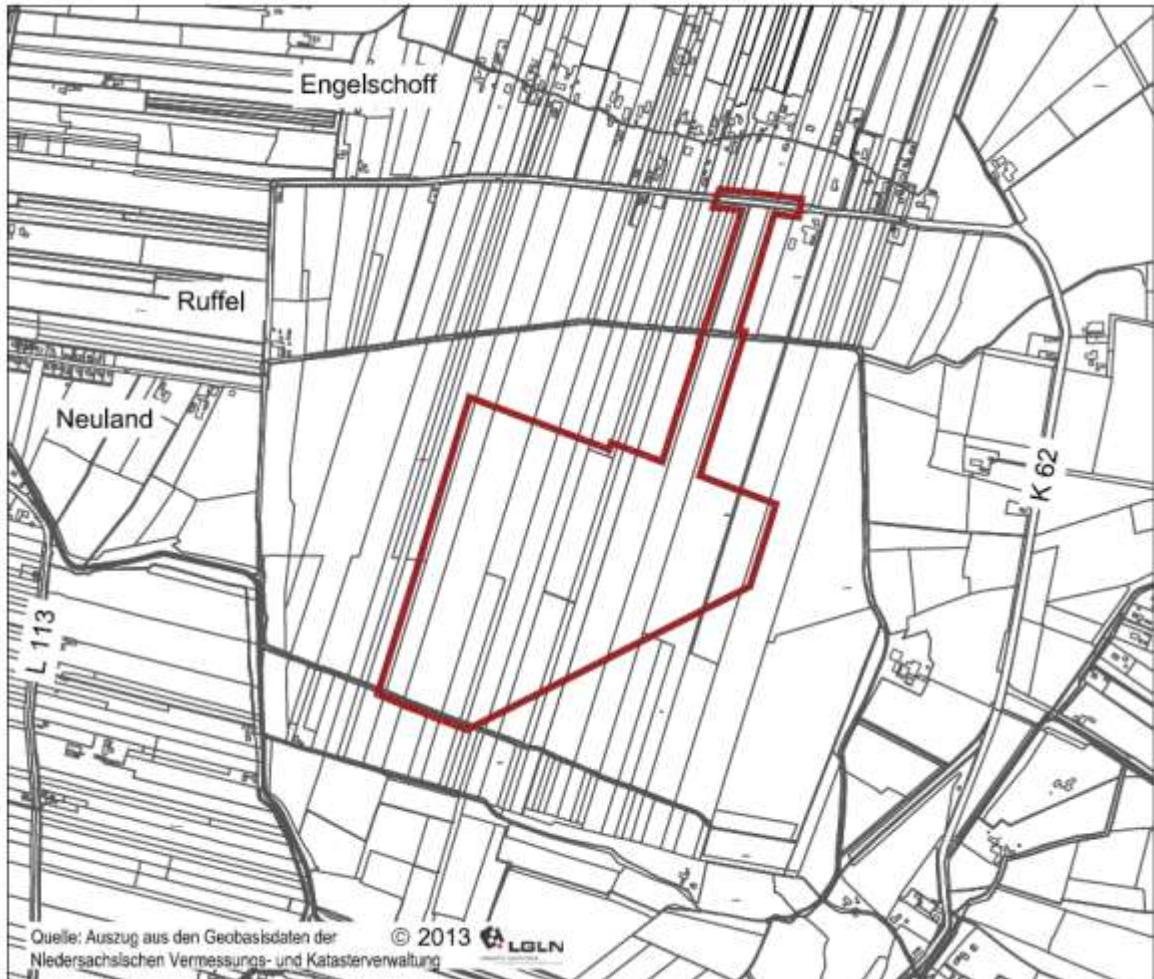 Engelschoff
Ruffel
Neuland
K 62
L 113
Quelle: Auszug aus den Geobasisdaten der
Niedersächsischen Vermessungs- und Katasterverwaltung
© 2013 LGLN